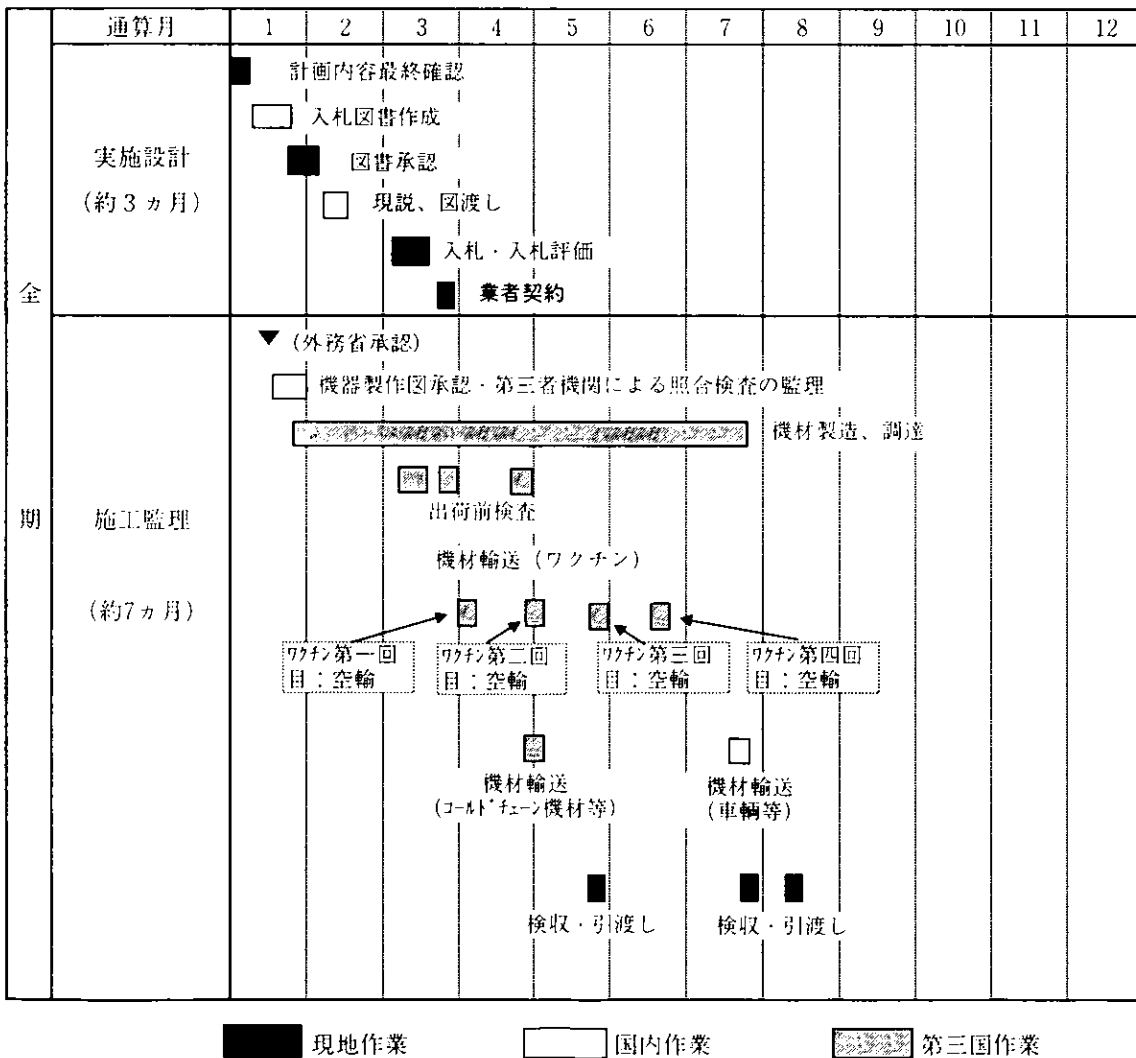 通算月 1 2 3 4 5 6 7 8 9 10 11 12
全期
実施設計
(約3ヵ月)
計画内容最終確認
入札図書作成
図書承認
現説、図渡し
入札・入札評価
業者契約
施工監理
(約7ヵ月)
(外務省承認)
機器製作図承認・第三者機関による照合検査の監理
機材製造、調達
出荷前検査
機材輸送(ワクチン)
ワクチン第一回
目:空輸
ワクチン第二回
目:空輸
ワクチン第三回
目:空輸
ワクチン第四回
目:空輸
機材輸送
(コールドチェーン機材等)
機材輸送
(車輌等)
検収・引渡し
検収・引渡し
現地作業 国内作業 第三国作業